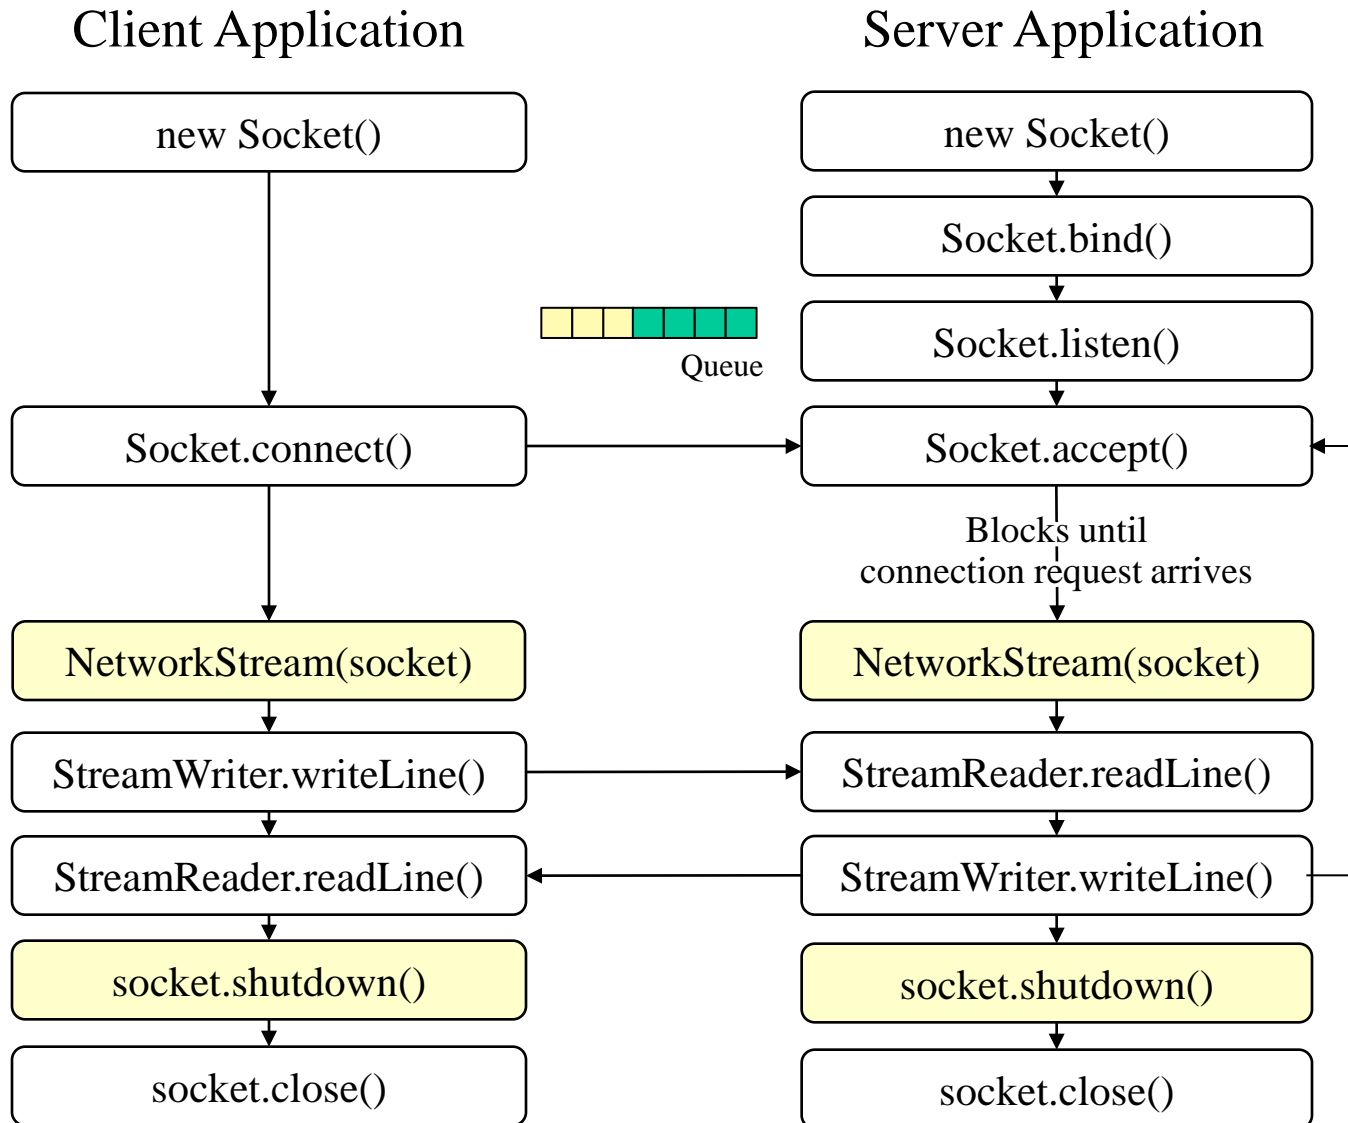 Client Application
Server Application
new Socket()
new Socket()
Socket.bind()
Socket.listen()
Queue
Socket.connect()
Socket.accept()
Blocks until
connection request arrives
NetworkStream(socket)
NetworkStream(socket)
StreamWriter.writeLine()
StreamReader.readLine()
StreamReader.readLine()
StreamWriter.writeLine()
socket.shutdown()
socket.shutdown()
socket.close()
socket.close()